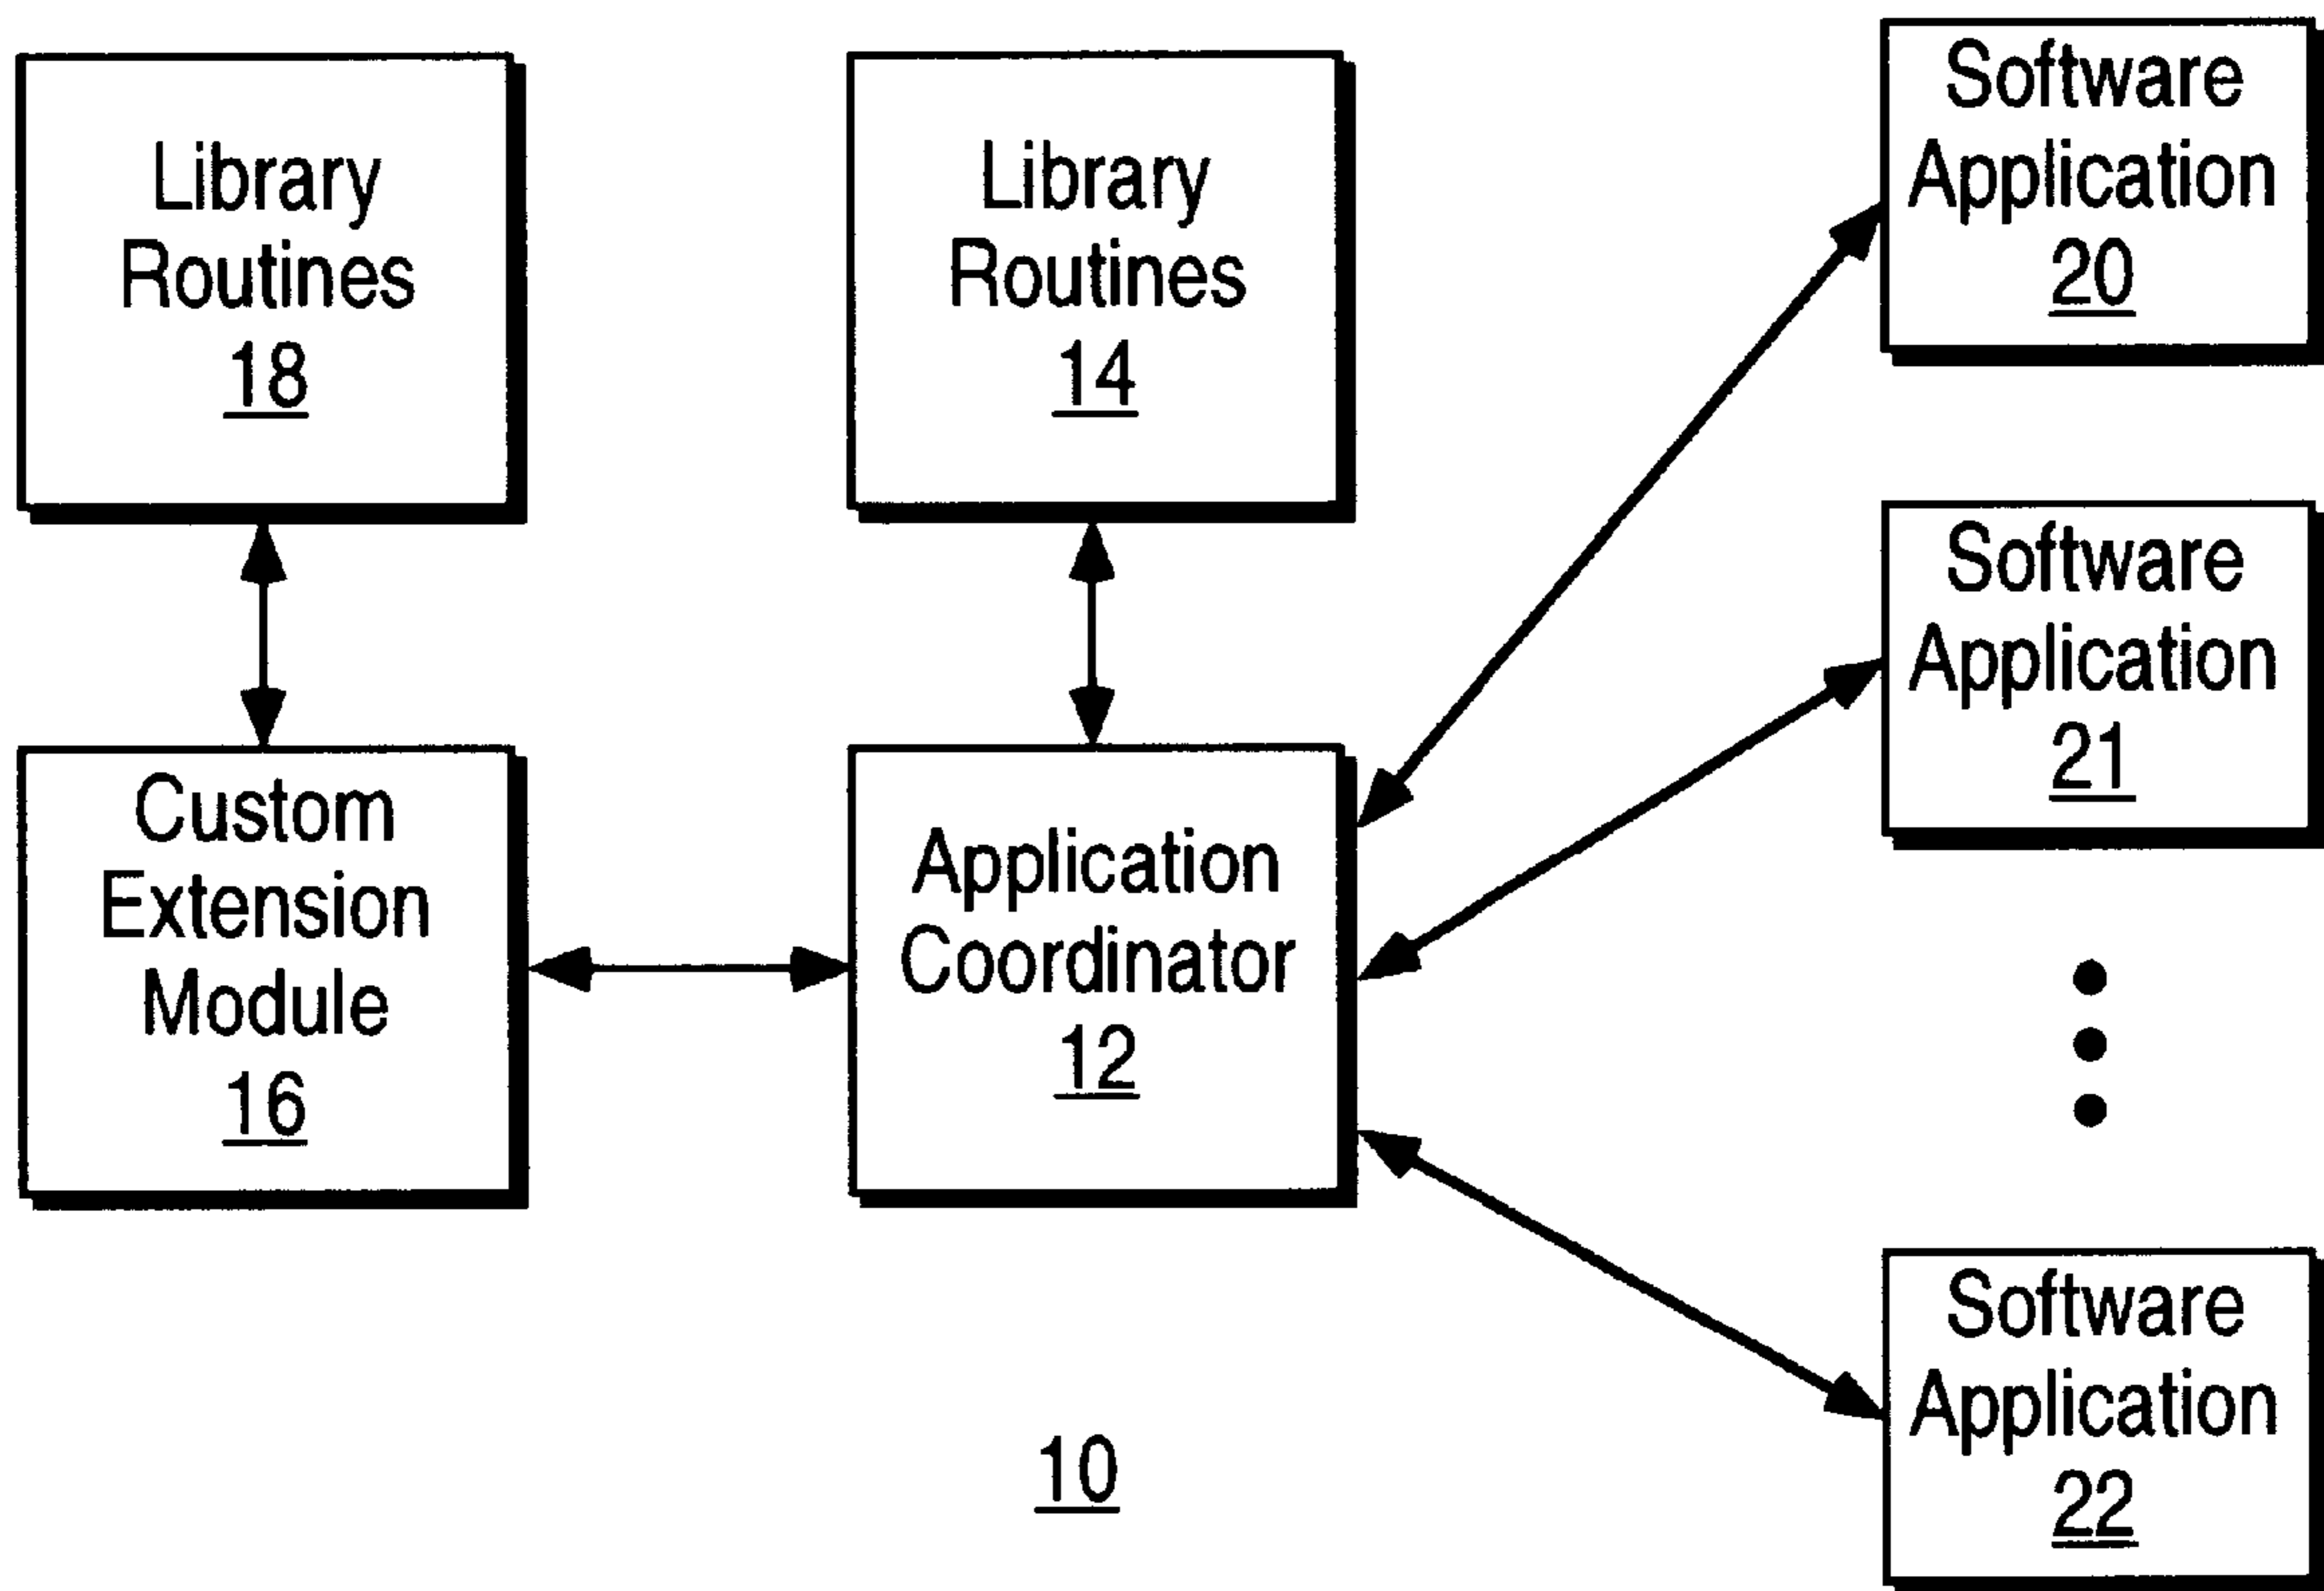 Library
Routines
18
Library
Routines
14
Software
Application
20
Software
Application
21
Custom
Extension
Module
16
Application
Coordinator
12
Software
Application
22
10